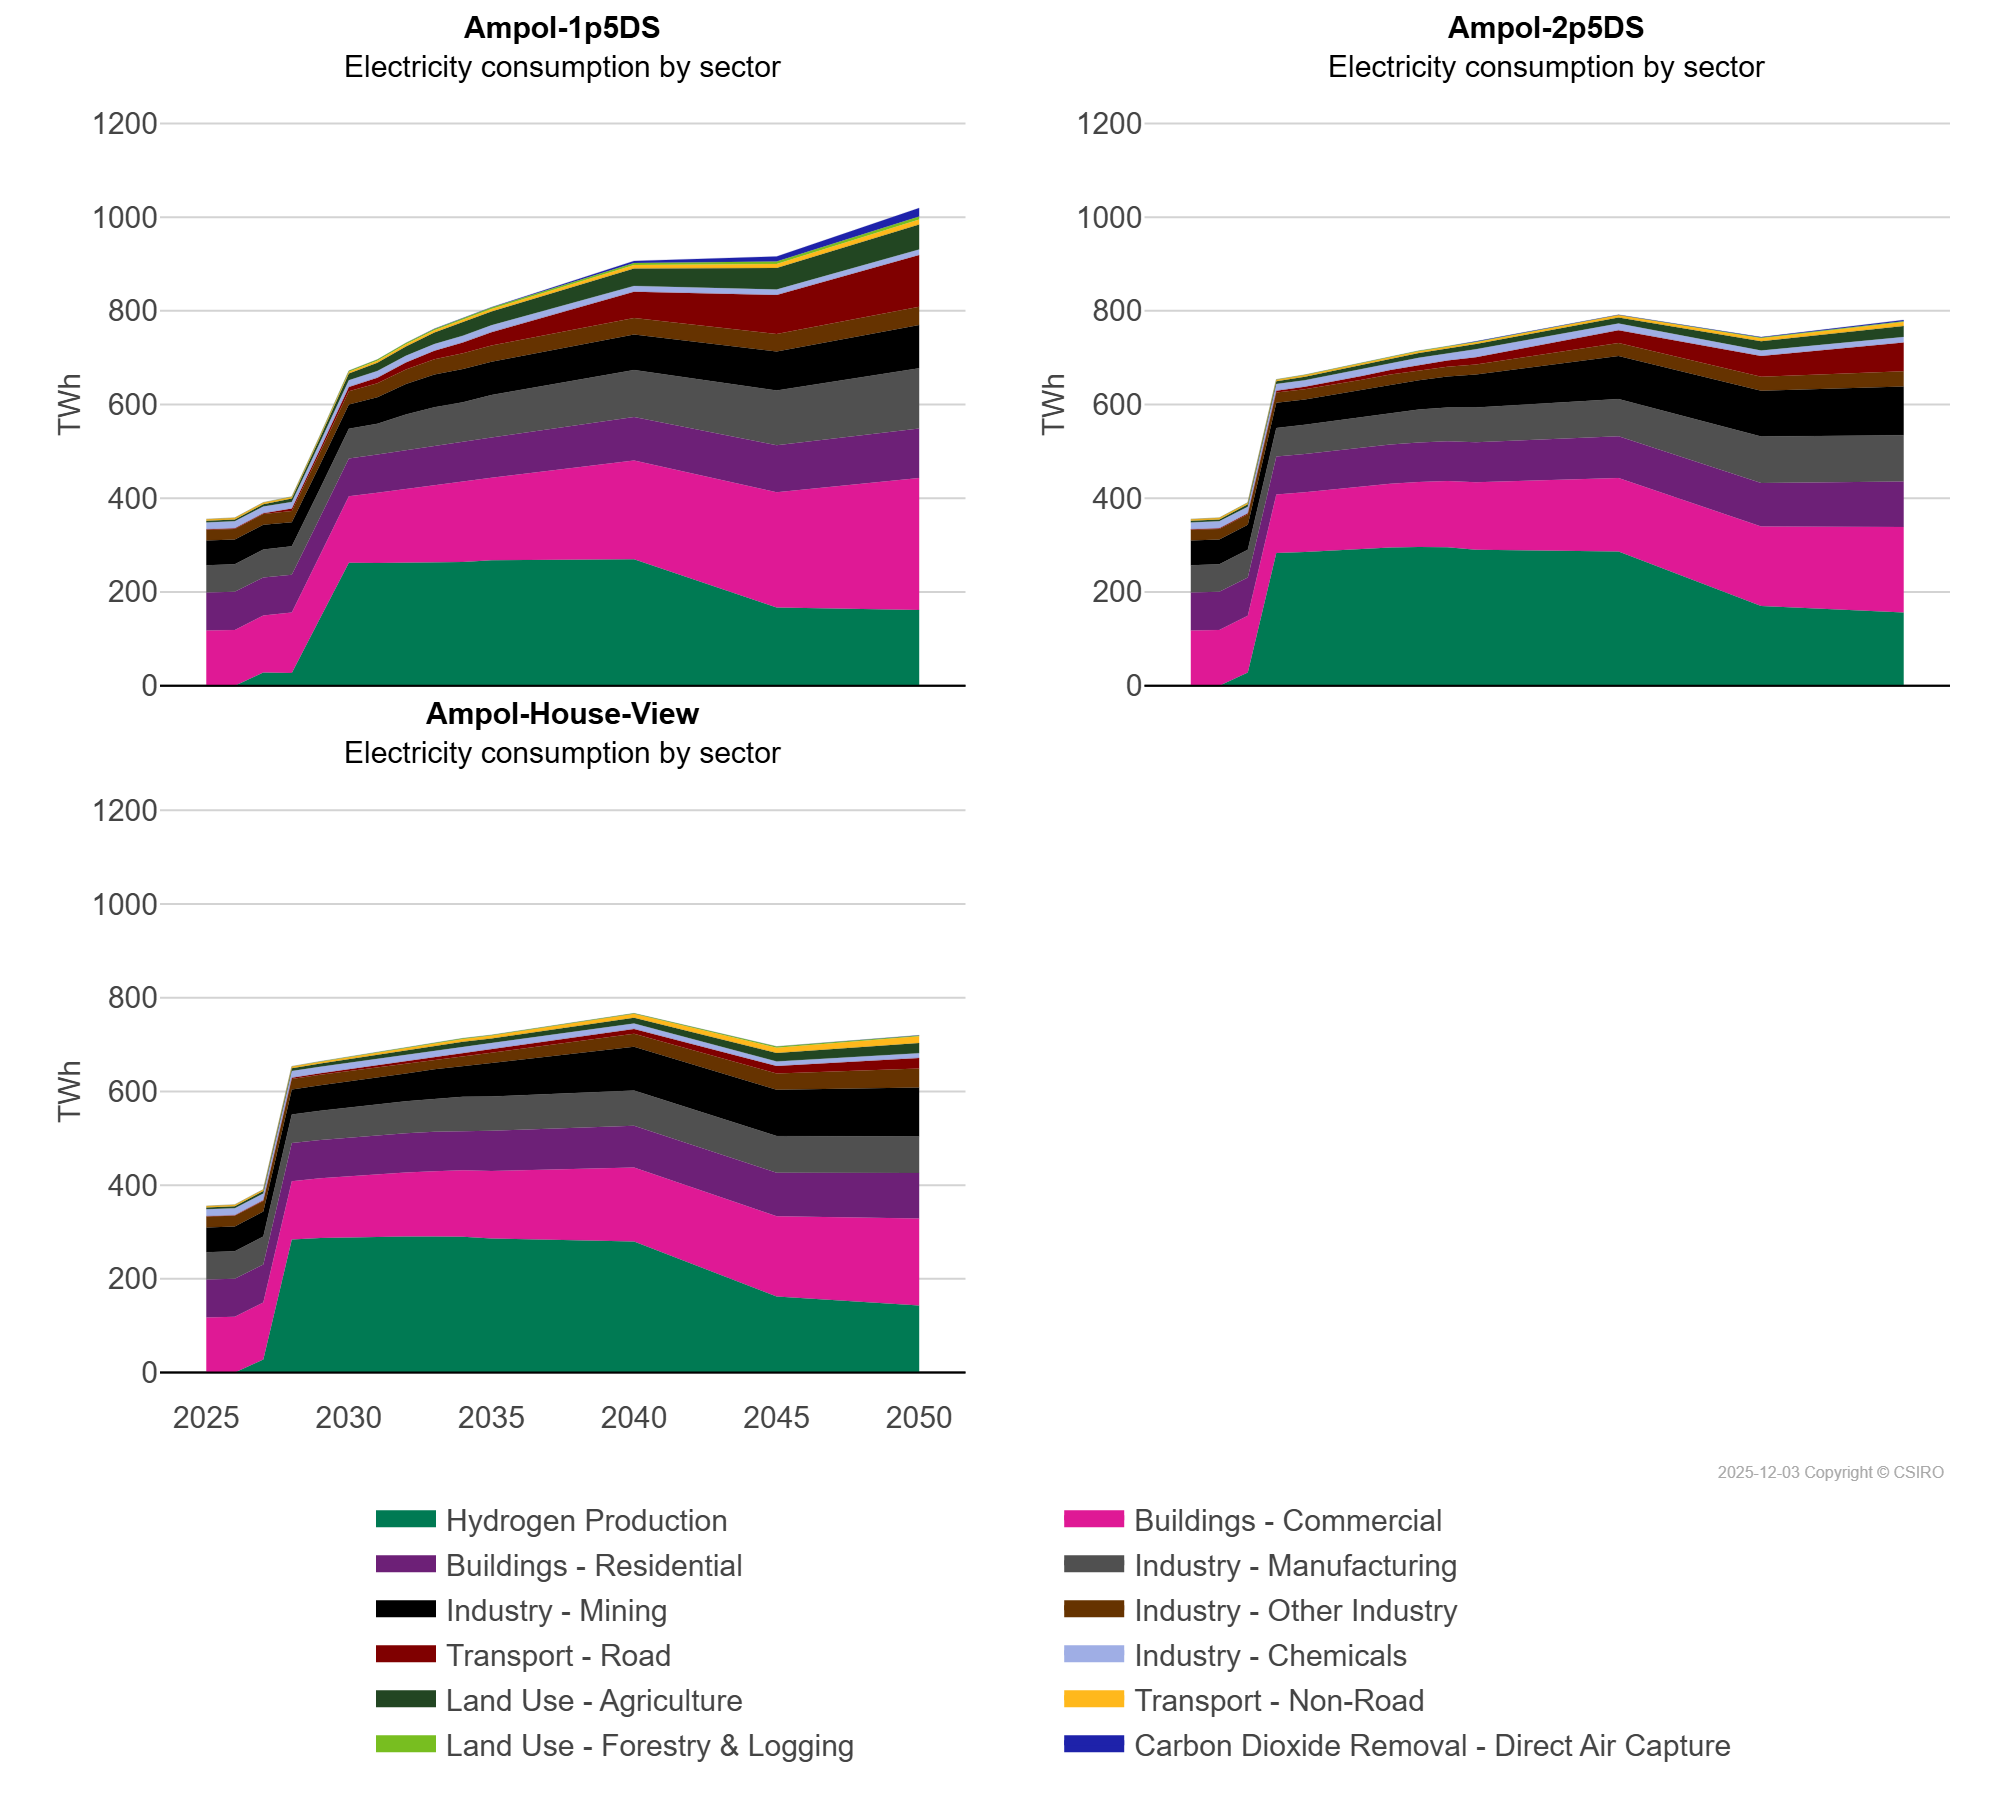 Ampol-1p5DS
Electricity consumption by sector
1200
1000
800
600
400
200
0
TWh
Ampol-2p5DS
Electricity consumption by sector
1200
1000
800
600
400
200
0
TWh
Ampol-House-View
Electricity consumption by sector
1200
1000
800
600
400
200
0
TWh
2025 2030 2035 2040 2045 2050
2025-12-03 Copyright © CSIRO
Hydrogen Production
Buildings - Commercial
Buildings - Residential
Industry - Manufacturing
Industry - Mining
Industry - Other Industry
Transport - Road
Industry - Chemicals
Land Use - Agriculture
Transport - Non-Road
Land Use - Forestry & Logging
Carbon Dioxide Removal - Direct Air Capture